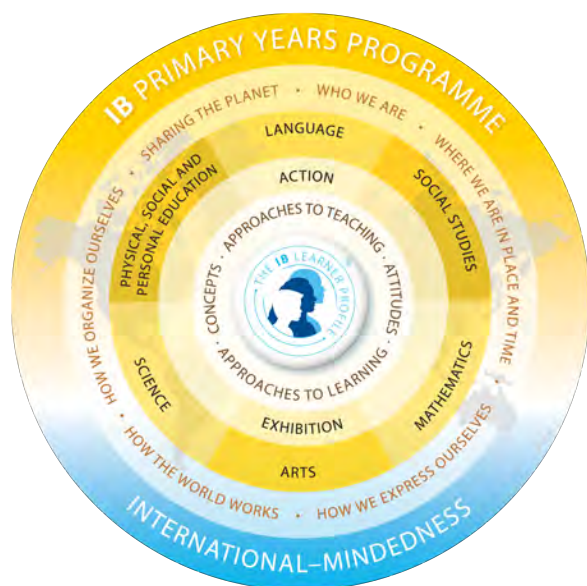 IB PRIMARY YEARS PROGRAMME
SHARING THE PLANET • WHO WE ARE • WHERE WE ARE IN PLACE AND TIME • HOW WE EXPRESS OURSELVES • HOW THE WORLD WORKS • HOW WE ORGANIZE OURSELVES •
LANGUAGE
SOCIAL STUDIES
MATHEMATICS
ARTS
SCIENCE
PHYSICAL, SOCIAL AND
PERSONAL EDUCATION
ACTION
EXHIBITION
APPROACHES TO TEACHING · ATTITUDES · APPROACHES TO LEARNING · CONCEPTS ·
THE IB LEARNER PROFILE
®
INTERNATIONAL–MINDEDNESS